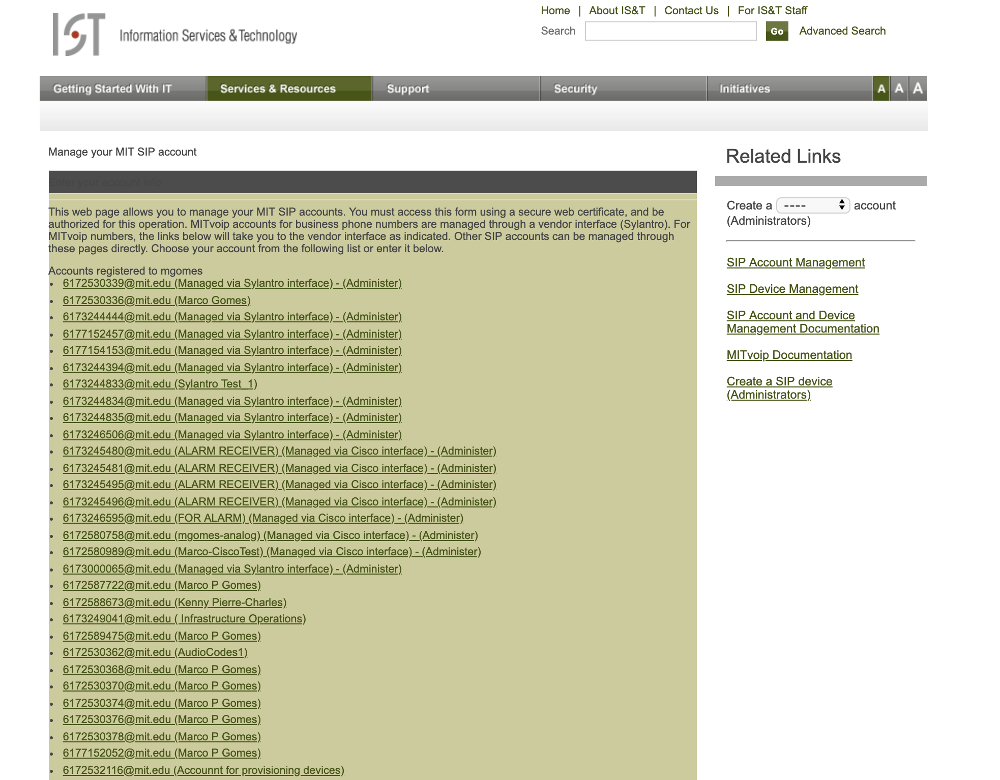 Home | About IS&T | Contact Us | For IS&T Staff
IST Information Services & Technology
Search Go Advanced Search
Getting Started With IT Services & Resources Support Security Initiatives A A A
Manage your MIT SIP account
Enter your account info
This web page allows you to manage your MIT SIP accounts. You must access this form using a secure web certificate, and be
authorized for this operation. MITvoip accounts for business phone numbers are managed through a vendor interface (Sylantro). For
MITvoip numbers, the links below will take you to the vendor interface as indicated. Other SIP accounts can be managed through
these pages directly. Choose your account from the following list or enter it below.
Accounts registered to mgomes
• 6172530339@mit.edu (Managed via Sylantro interface) - (Administer)
• 6172530336@mit.edu (Marco Gomes)
• 6173244444@mit.edu (Managed via Sylantro interface) - (Administer)
• 6177152457@mit.edu (Managed via Sylantro interface) - (Administer)
• 6177154153@mit.edu (Managed via Sylantro interface) - (Administer)
• 6173244394@mit.edu (Managed via Sylantro interface) - (Administer)
• 6173244833@mit.edu (Sylantro Test_1)
• 6173244834@mit.edu (Managed via Sylantro interface) - (Administer)
• 6173244835@mit.edu (Managed via Sylantro interface) - (Administer)
• 6173246506@mit.edu (Managed via Sylantro interface) - (Administer)
• 6173245480@mit.edu (ALARM RECEIVER) (Managed via Cisco interface) - (Administer)
• 6173245481@mit.edu (ALARM RECEIVER) (Managed via Cisco interface) - (Administer)
• 6173245495@mit.edu (ALARM RECEIVER) (Managed via Cisco interface) - (Administer)
• 6173245496@mit.edu (ALARM RECEIVER) (Managed via Cisco interface) - (Administer)
• 6173246595@mit.edu (FOR ALARM) (Managed via Cisco interface) - (Administer)
• 6172580758@mit.edu (mgomes-analog) (Managed via Cisco interface) - (Administer)
• 6172580989@mit.edu (Marco-CiscoTest) (Managed via Cisco interface) - (Administer)
• 6173000065@mit.edu (Managed via Sylantro interface) - (Administer)
• 6172587722@mit.edu (Marco P Gomes)
• 6172588673@mit.edu (Kenny Pierre-Charles)
• 6173249041@mit.edu ( Infrastructure Operations)
• 6172589475@mit.edu (Marco P Gomes)
• 6172530362@mit.edu (AudioCodes1)
• 6172530368@mit.edu (Marco P Gomes)
• 6172530370@mit.edu (Marco P Gomes)
• 6172530374@mit.edu (Marco P Gomes)
• 6172530376@mit.edu (Marco P Gomes)
• 6172530378@mit.edu (Marco P Gomes)
• 6177152052@mit.edu (Marco P Gomes)
• 6172532116@mit.edu (Accounnt for provisioning devices)
Related Links
Create a ---- account
(Administrators)
SIP Account Management
SIP Device Management
SIP Account and Device
Management Documentation
MITvoip Documentation
Create a SIP device
(Administrators)